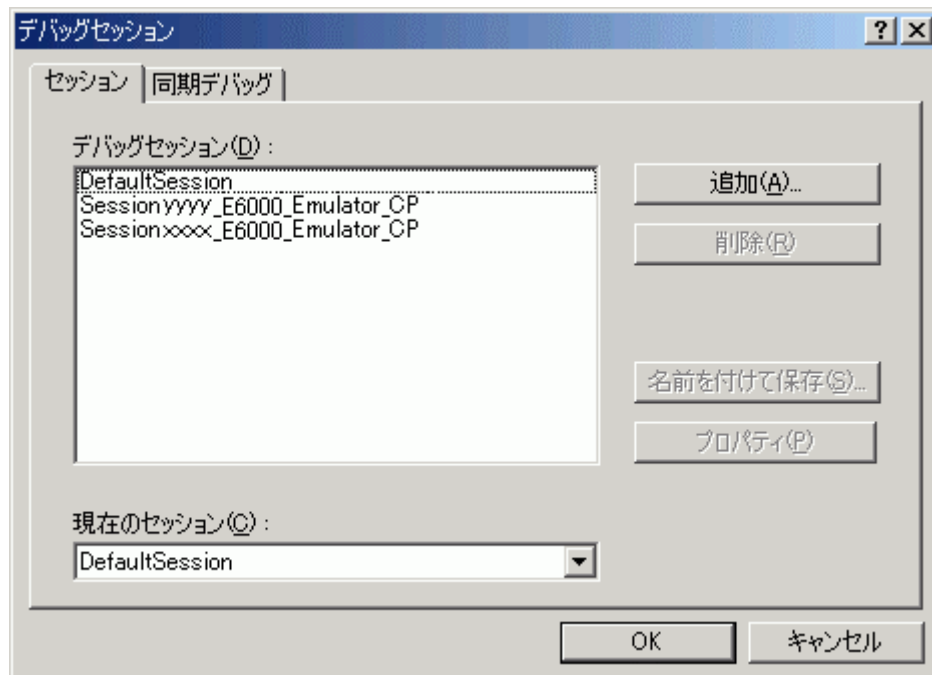 デバッグセッション
セッション
同期デバッグ
デバッグセッション(D):
DefaultSession
Sessionyyyy_E6000_Emulator_CP
Sessionxxxx_E6000_Emulator_CP
追加(A)...
削除(R)
名前を付けて保存(S)...
プロパティ(P)
現在のセッション(C):
DefaultSession
OK
キャンセル